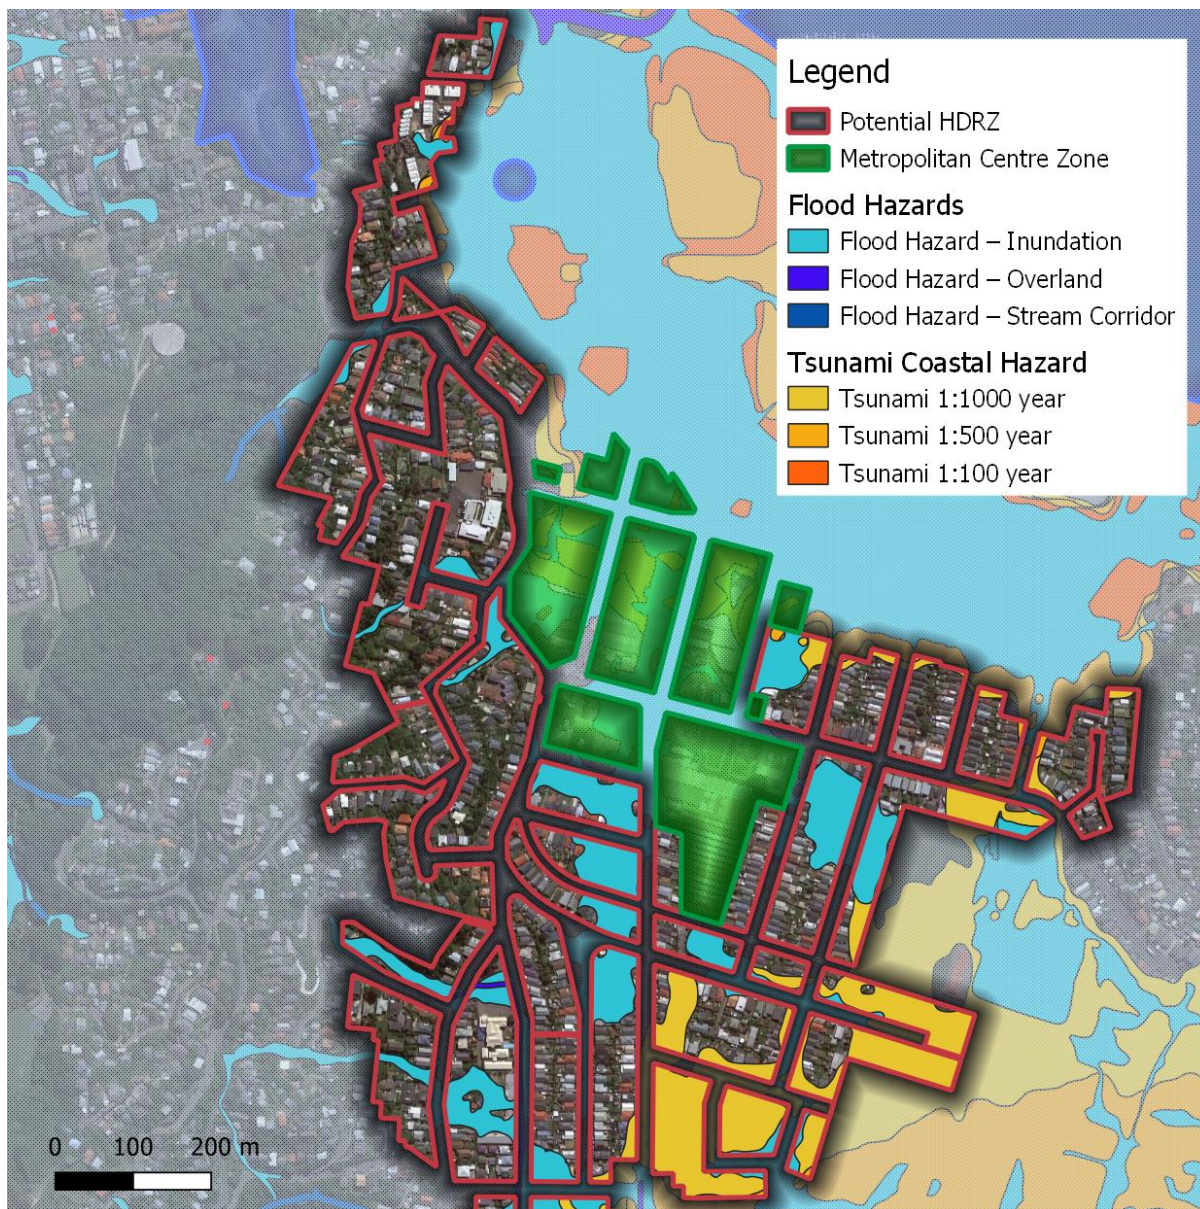 Legend
Potential HDRZ
Metropolitan Centre Zone
Flood Hazards
Flood Hazard – Inundation
Flood Hazard – Overland
Flood Hazard – Stream Corridor
Tsunami Coastal Hazard
Tsunami 1:1000 year
Tsunami 1:500 year
Tsunami 1:100 year
0 100 200 m